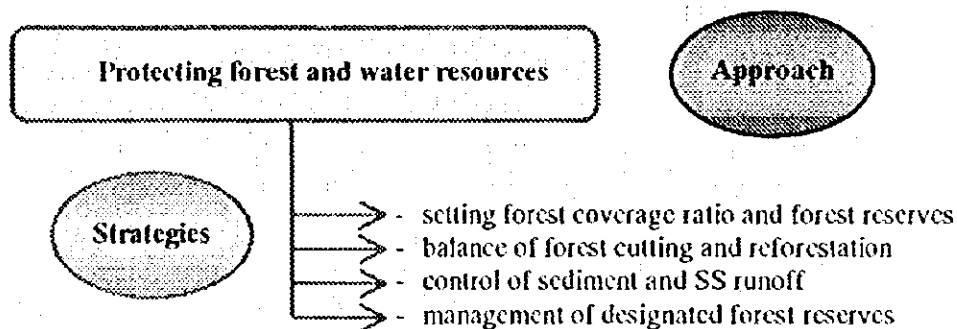 Protecting forest and water resources
Approach
Strategies
- setting forest coverage ratio and forest reserves
- balance of forest cutting and reforestation
- control of sediment and SS runoff
- management of designated forest reserves